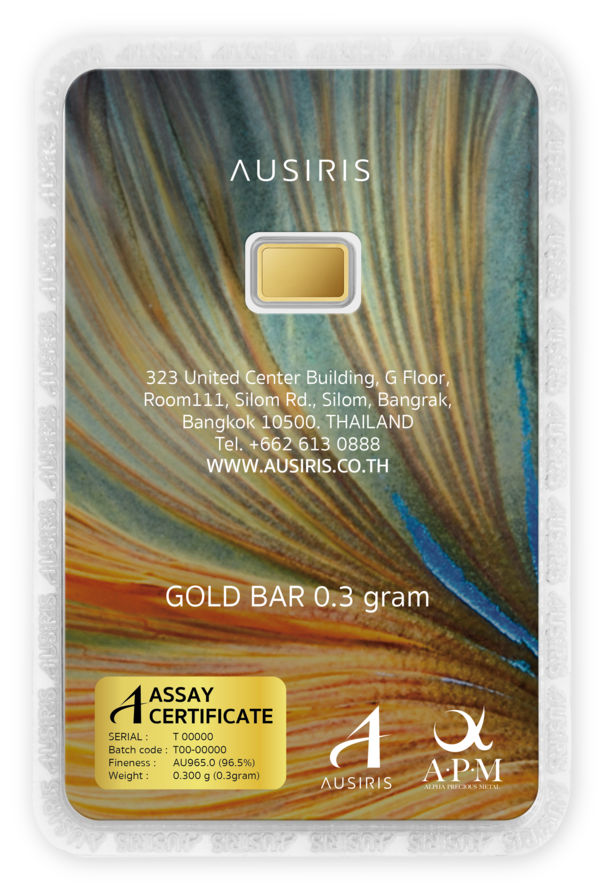 AUSIRIS
323 United Center Building, G Floor,
Room111, Silom Rd., Silom, Bangrak,
Bangkok 10500. THAILAND
Tel. +662 613 0888
WWW.AUSIRIS.CO.TH
GOLD BAR 0.3 gram
ASSAY
CERTIFICATE
SERIAL : T 00000
Batch code : T00-00000
Fineness : AU965.0 (96.5%)
Weight : 0.300 g (0.3gram)
AUSIRIS
A·P·M
ALPHA PRECIOUS METAL